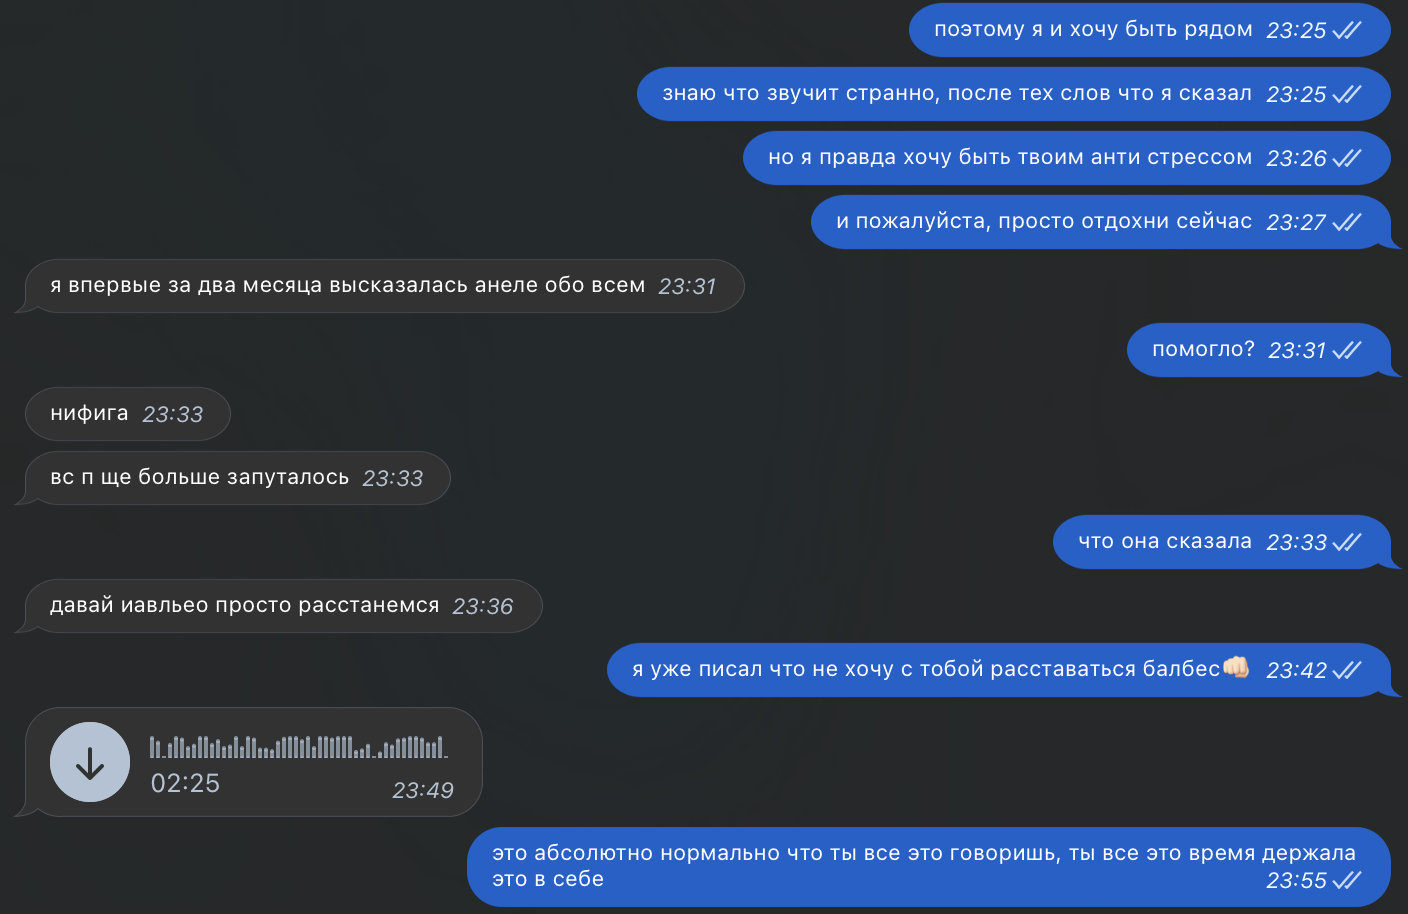 поэтому я и хочу быть рядом 23:25
знаю что звучит странно, после тех слов что я сказал 23:25
но я правда хочу быть твоим анти стрессом 23:26
и пожалуйста, просто отдохни сейчас 23:27
я впервые за два месяца высказалась анеле обо всем 23:31
помогло? 23:31
нифига 23:33
вс п ще больше запуталось 23:33
что она сказала 23:33
давай иавльео просто расстанемся 23:36
я уже писал что не хочу с тобой расставаться балбес👊🏻 23:42
02:25 23:49
это абсолютно нормально что ты все это говоришь, ты все это время держала
это в себе 23:55